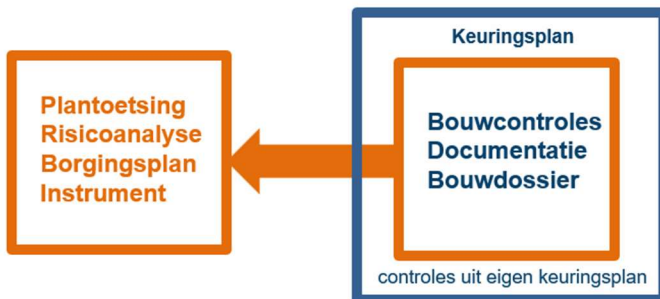 Plantoetsing
Risicoanalyse
Borgingsplan
Instrument
Keuringsplan
Bouwcontroles
Documentatie
Bouwdossier
controles uit eigen keuringsplan